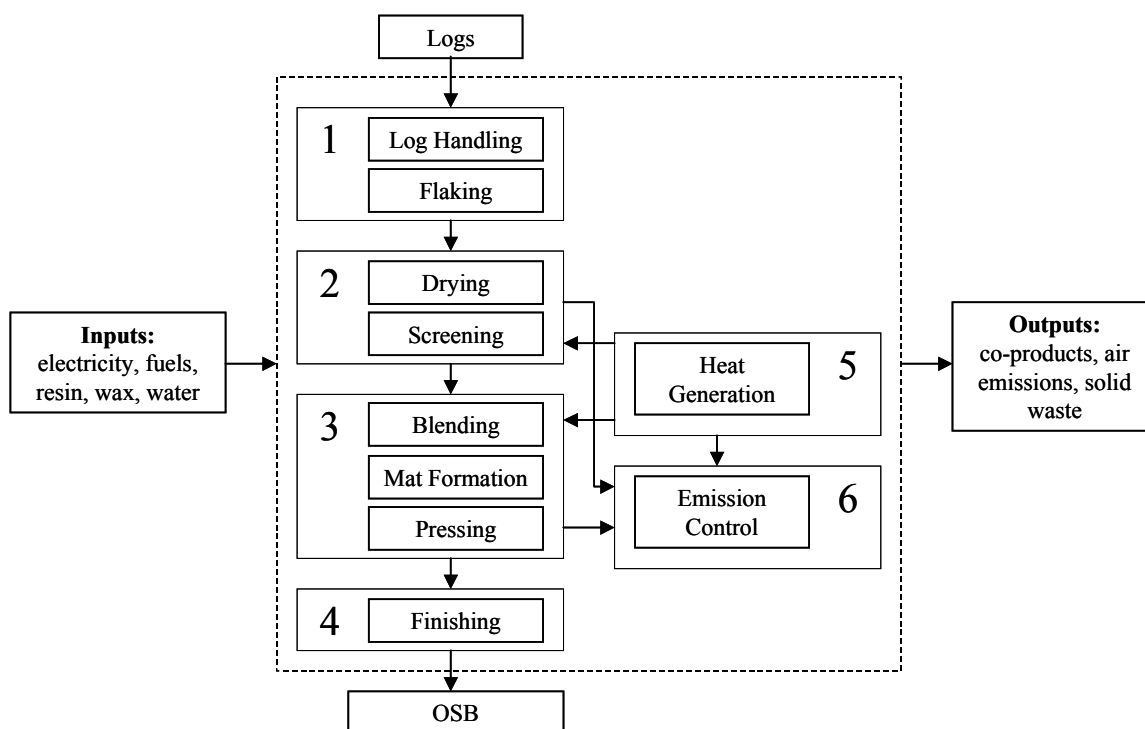 Logs
1
Log Handling
Flaking
2
Drying
Screening
Inputs:
electricity, fuels,
resin, wax, water
Heat
Generation
5
Outputs:
co-products, air
emissions, solid
waste
3
Blending
Mat Formation
Pressing
Emission
Control
6
4
Finishing
OSB